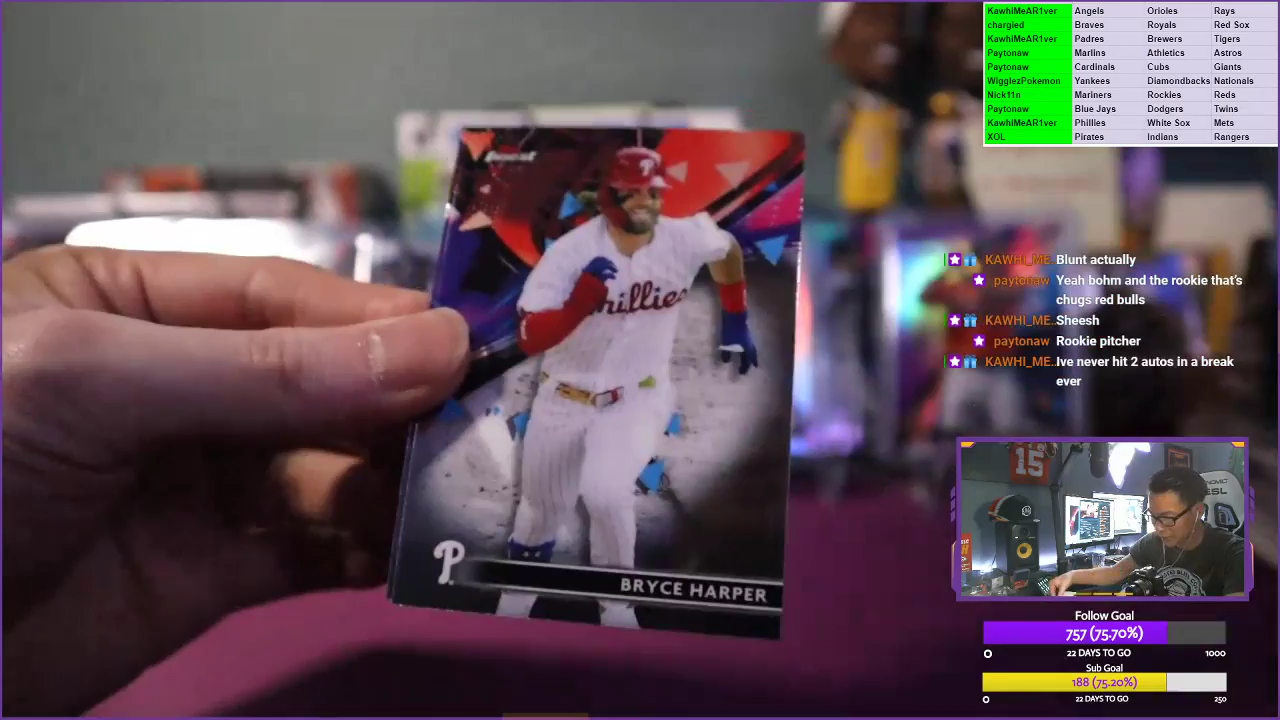 KawhiMeAR1ver Angels Orioles Rays
chargled Braves Royals Red Sox
KawhiMeAR1ver Padres Brewers Tigers
Paytonaw Marlins Athletics Astros
Paytonaw Cardinals Cubs Giants
WigglezPokemon Yankees Diamondbacks Nationals
Nick11n Mariners Rockies Reds
Paytonaw Blue Jays Dodgers Twins
KawhiMeAR1ver Phillies White Sox Mets
XOL Pirates Indians Rangers
Finest
P
Phillies
P
BRYCE HARPER
KAWHI_ME.. Blunt actually
paytonaw Yeah bohm and the rookie that's
chugs red bulls
KAWHI_ME.. Sheesh
paytonaw Rookie pitcher
KAWHI_ME.. Ive never hit 2 autos in a break
ever
15
Follow Goal
757 (75.70%)
0 22 DAYS TO GO 1000
Sub Goal
188 (75.20%)
0 22 DAYS TO GO 250